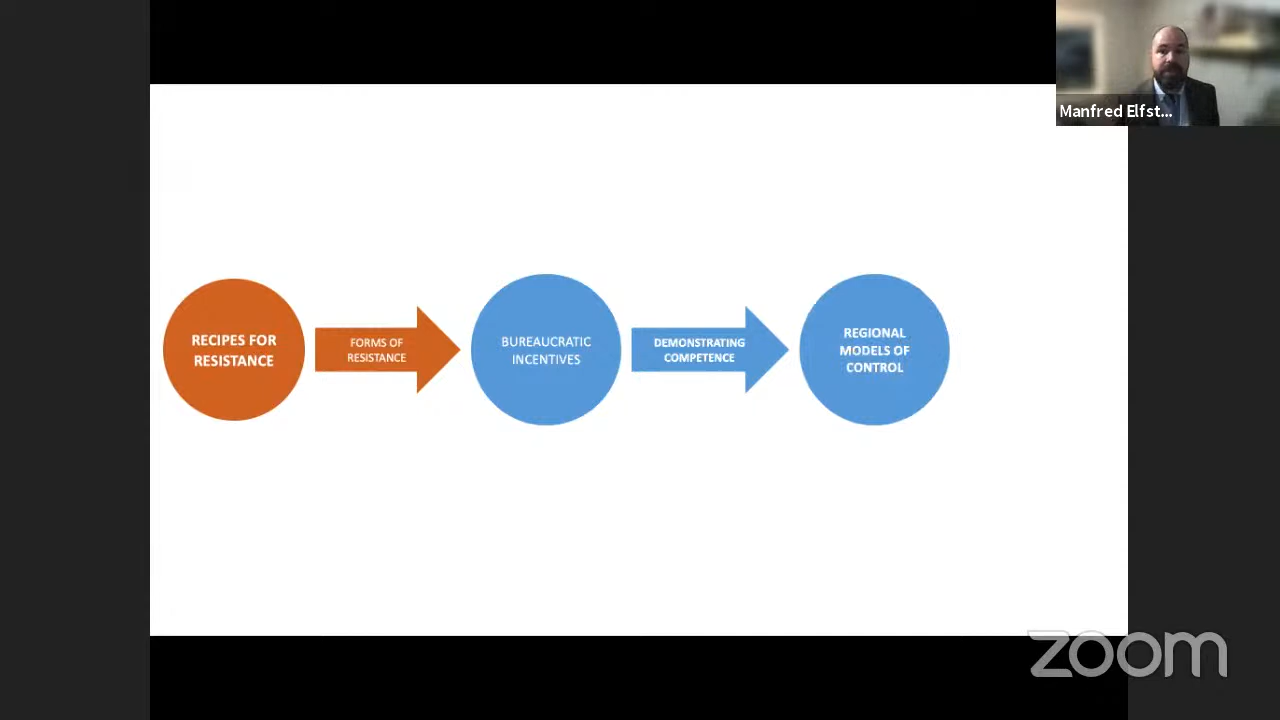 Manfred Elfst...
RECIPES FOR
RESISTANCE
FORMS OF
RESISTANCE
BUREAUCRATIC
INCENTIVES
DEMONSTRATING
COMPETENCE
REGIONAL
MODELS OF
CONTROL
zoom